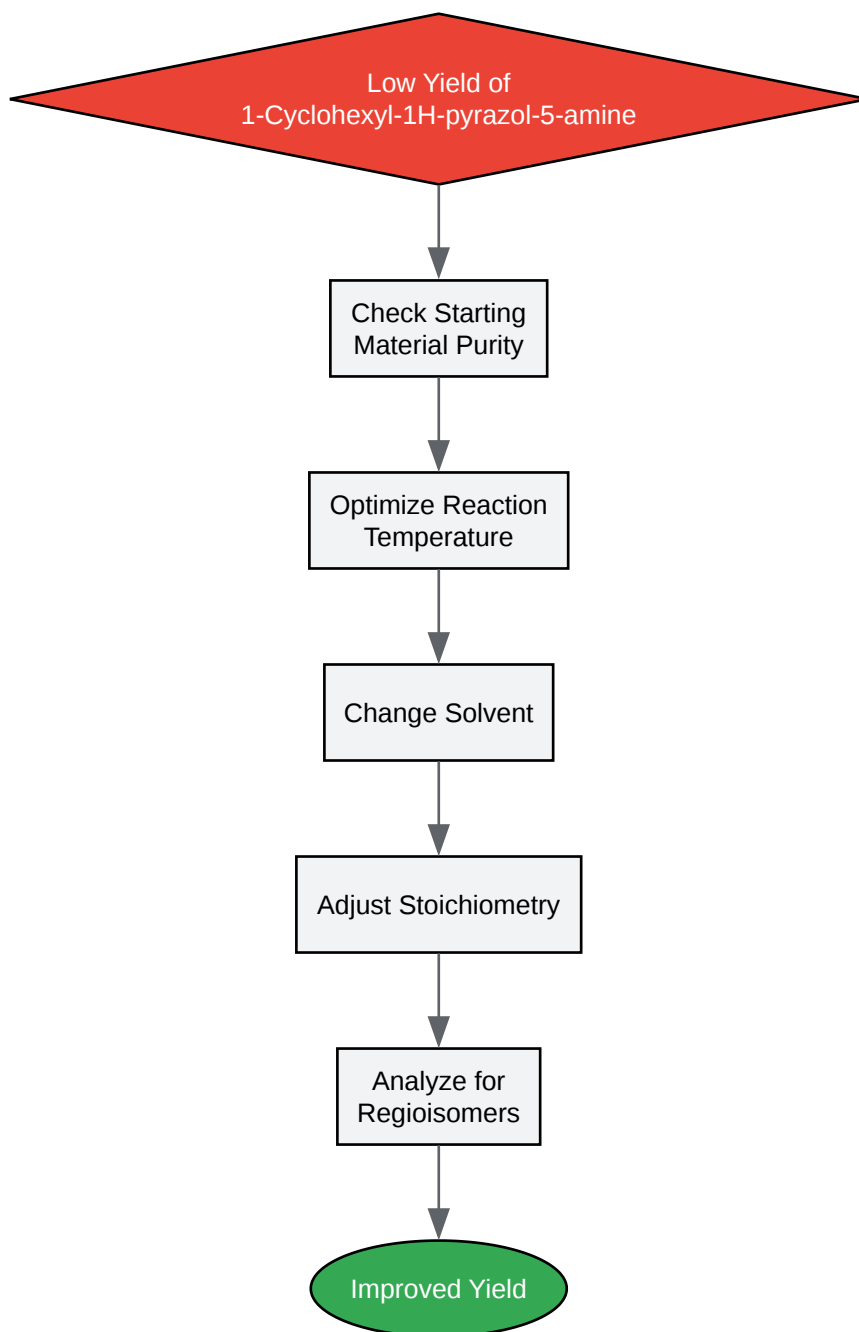 Low Yield of
1-Cyclohexyl-1H-pyrazol-5-amine
Check Starting
Material Purity
Optimize Reaction
Temperature
Change Solvent
Adjust Stoichiometry
Analyze for
Regioisomers
Improved Yield